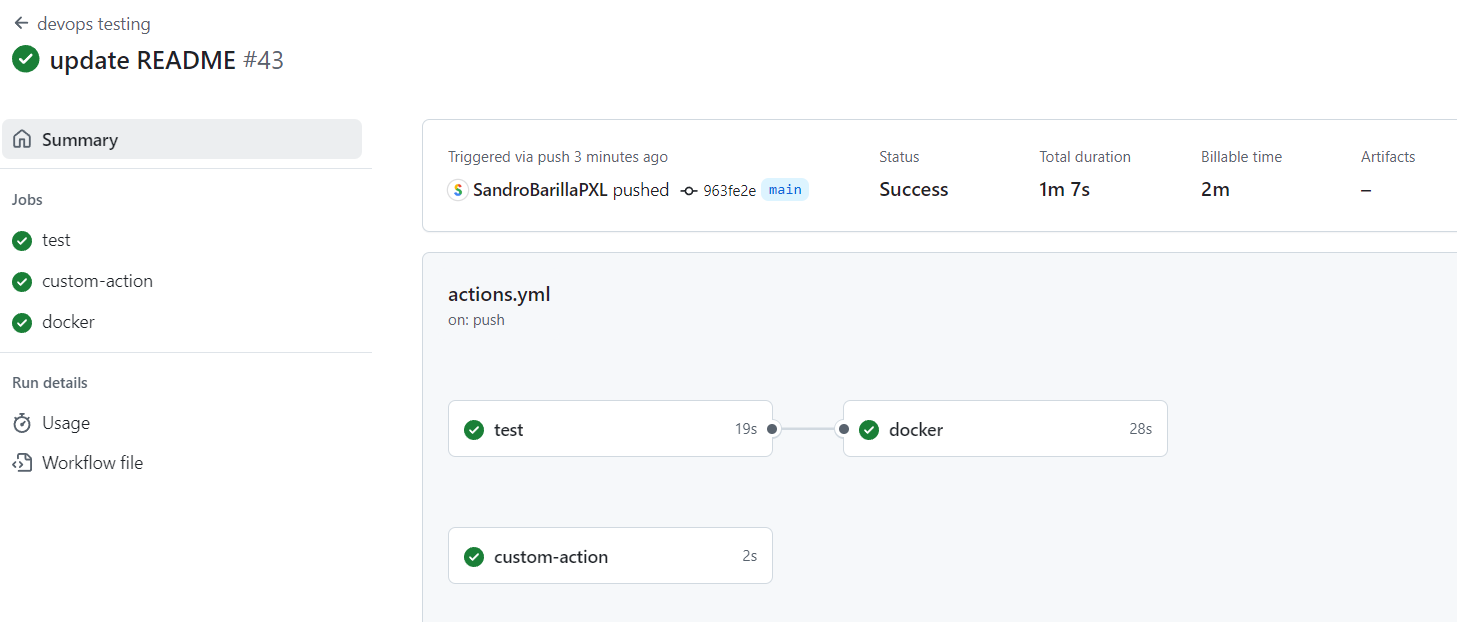 devops testing
update README #43
Summary
Jobs
test
custom-action
docker
Run details
Usage
Workflow file
Triggered via push 3 minutes ago
S SandroBarillaPXL pushed 963fe2e main
Status
Success
Total duration
1m 7s
Billable time
2m
Artifacts
–
actions.yml
on: push
test 19s
docker 28s
custom-action 2s